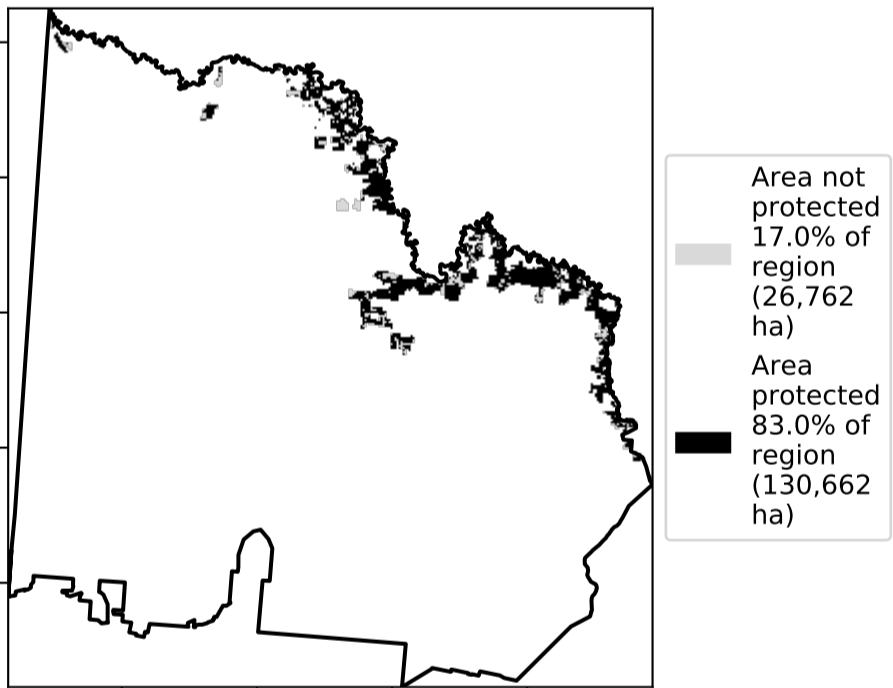 Area not
protected
17.0% of
region
(26,762
ha)
Area
protected
83.0% of
region
(130,662
ha)